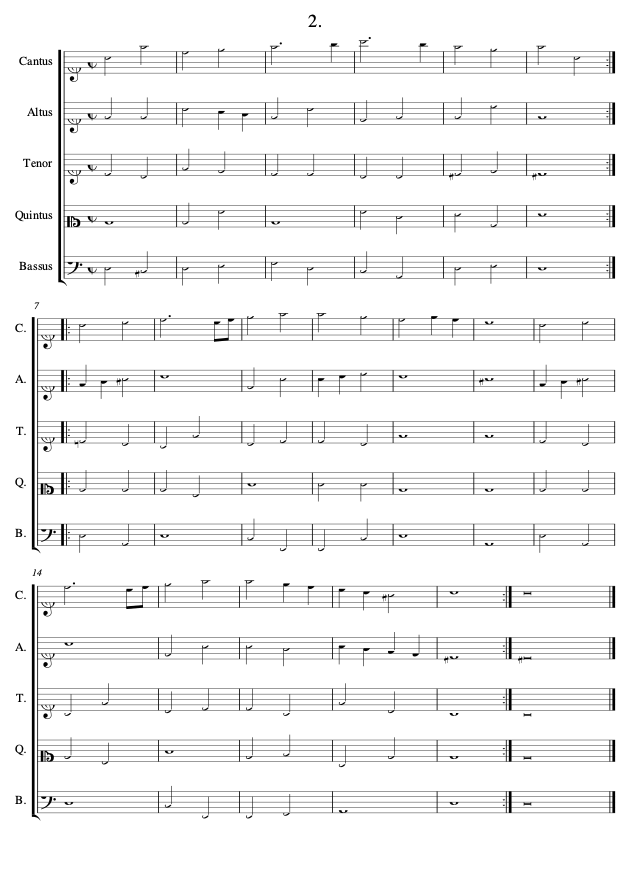 2.
Cantus
Altus
Tenor
Quintus
Bassus
7
C.
A.
T.
Q.
B.
14
C.
A.
T.
Q.
B.